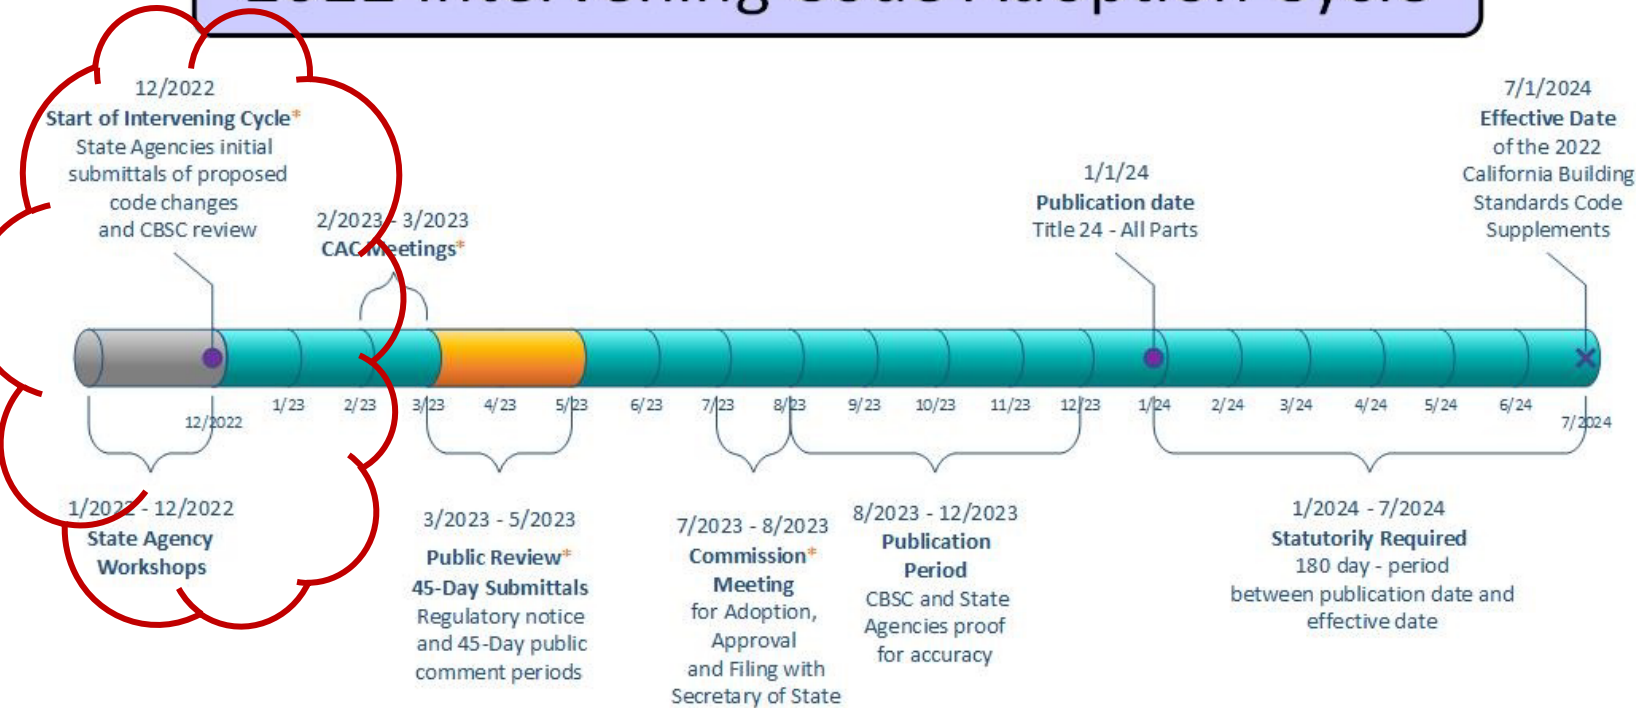 2022 Intervening Code Adoption Cycle
12/2022
Start of Intervening Cycle*
State Agencies initial
submittals of proposed
code changes
and CBSC review
2/2023 - 3/2023
CAC Meetings*
1/1/24
Publication date
Title 24 - All Parts
7/1/2024
Effective Date
of the 2022
California Building
Standards Code
Supplements
12/2022
1/23
2/23
3/23
4/23
5/23
6/23
7/23
8/23
9/23
10/23
11/23
12/23
1/24
2/24
3/24
4/24
5/24
6/24
7/2024
1/2022 - 12/2022
State Agency
Workshops
3/2023 - 5/2023
Public Review*
45-Day Submittals
Regulatory notice
and 45-Day public
comment periods
7/2023 - 8/2023
Commission*
Meeting
for Adoption,
Approval
and Filing with
Secretary of State
8/2023 - 12/2023
Publication
Period
CBSC and State
Agencies proof
for accuracy
1/2024 - 7/2024
Statutorily Required
180 day - period
between publication date and
effective date